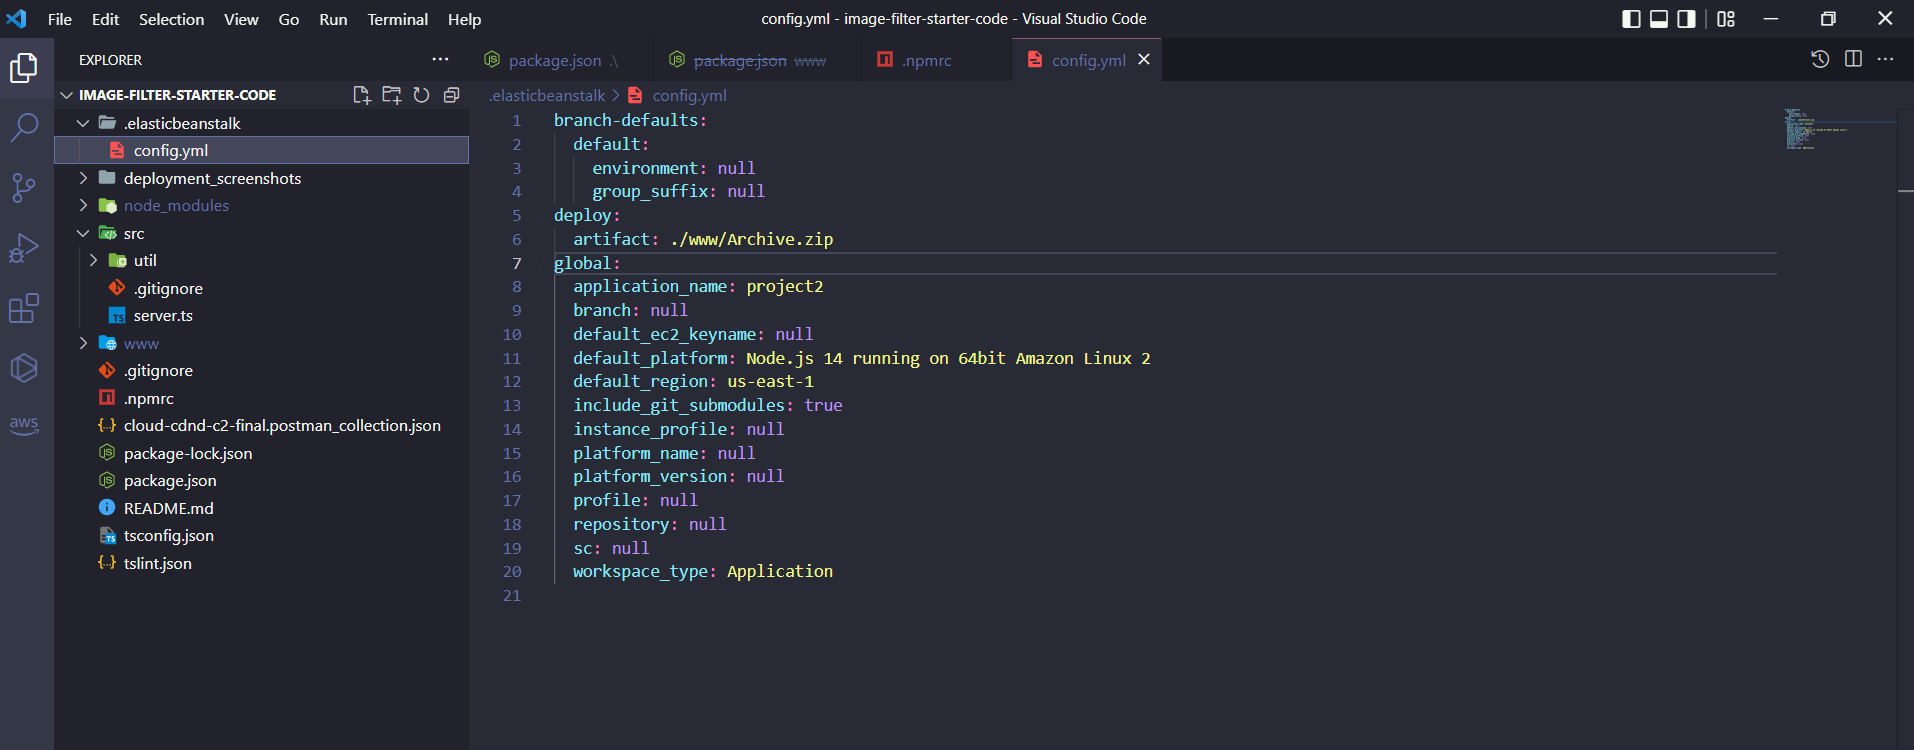 File Edit Selection View Go Run Terminal Help
config.yml - image-filter-starter-code - Visual Studio Code
EXPLORER
IMAGE-FILTER-STARTER-CODE
.elasticbeanstalk
config.yml
deployment_screenshots
node_modules
src
util
.gitignore
server.ts
www
.gitignore
.npmrc
cloud-cdnd-c2-final.postman_collection.json
package-lock.json
package.json
README.md
tsconfig.json
tslint.json
aws
package.json .\
package.json www
.npmrc
config.yml
.elasticbeanstalk > config.yml
1 branch-defaults:
2 default:
3 environment: null
4 group_suffix: null
5 deploy:
6 artifact: ./www/Archive.zip
7 global:
8 application_name: project2
9 branch: null
10 default_ec2_keyname: null
11 default_platform: Node.js 14 running on 64bit Amazon Linux 2
12 default_region: us-east-1
13 include_git_submodules: true
14 instance_profile: null
15 platform_name: null
16 platform_version: null
17 profile: null
18 repository: null
19 sc: null
20 workspace_type: Application
21